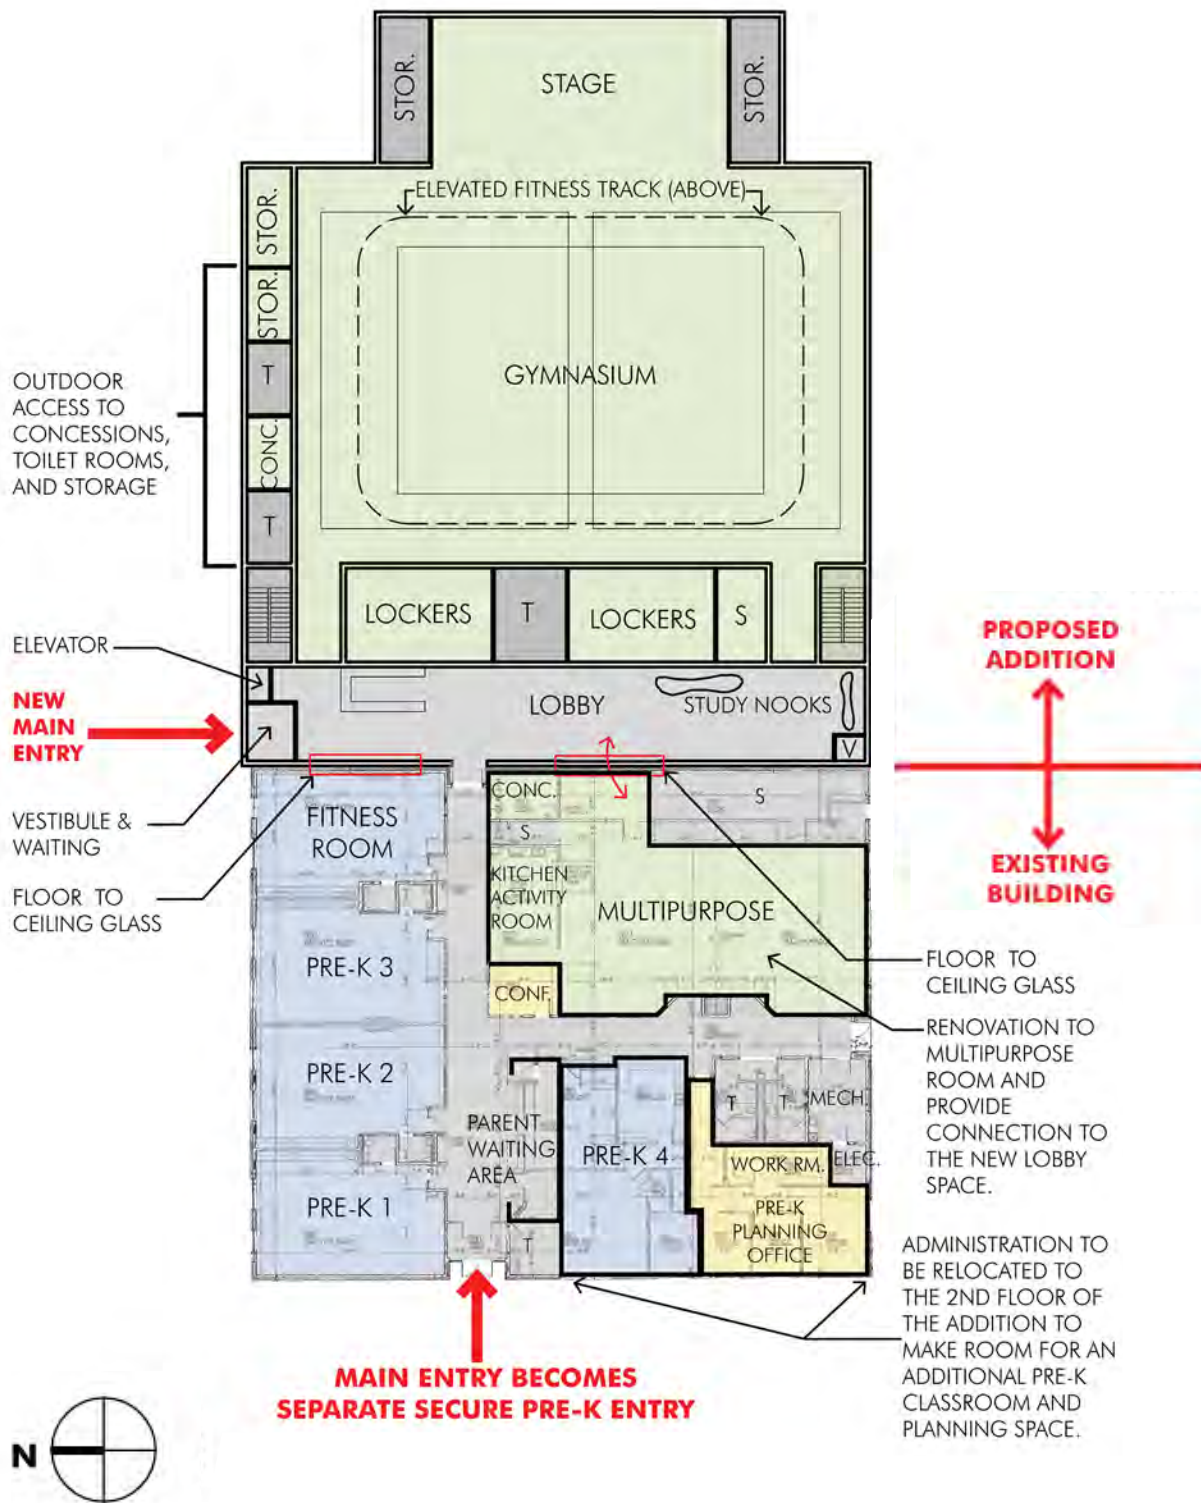 STOR.
STAGE
STOR.
ELEVATED FITNESS TRACK (ABOVE)
STOR.
STOR.
T
CONC.
T
GYMNASIUM
OUTDOOR
ACCESS TO
CONCESSIONS,
TOILET ROOMS,
AND STORAGE
LOCKERS
T
LOCKERS
S
ELEVATOR
NEW
MAIN
ENTRY
LOBBY
STUDY NOOKS
V
PROPOSED
ADDITION
EXISTING
BUILDING
VESTIBULE &
WAITING
FLOOR TO
CEILING GLASS
FITNESS
ROOM
CONC.
S
S
KITCHEN
ACTIVITY
ROOM
MULTIPURPOSE
PRE-K 3
CONF.
FLOOR TO
CEILING GLASS
RENOVATION TO
MULTIPURPOSE
ROOM AND
PROVIDE
CONNECTION TO
THE NEW LOBBY
SPACE.
PRE-K 2
PARENT
WAITING
AREA
PRE-K 4
T
T
MECH.
ELEC.
WORK RM.
PRE-K 1
PRE-K
PLANNING
OFFICE
T
ADMINISTRATION TO
BE RELOCATED TO
THE 2ND FLOOR OF
THE ADDITION TO
MAKE ROOM FOR AN
ADDITIONAL PRE-K
CLASSROOM AND
PLANNING SPACE.
MAIN ENTRY BECOMES
SEPARATE SECURE PRE-K ENTRY
N